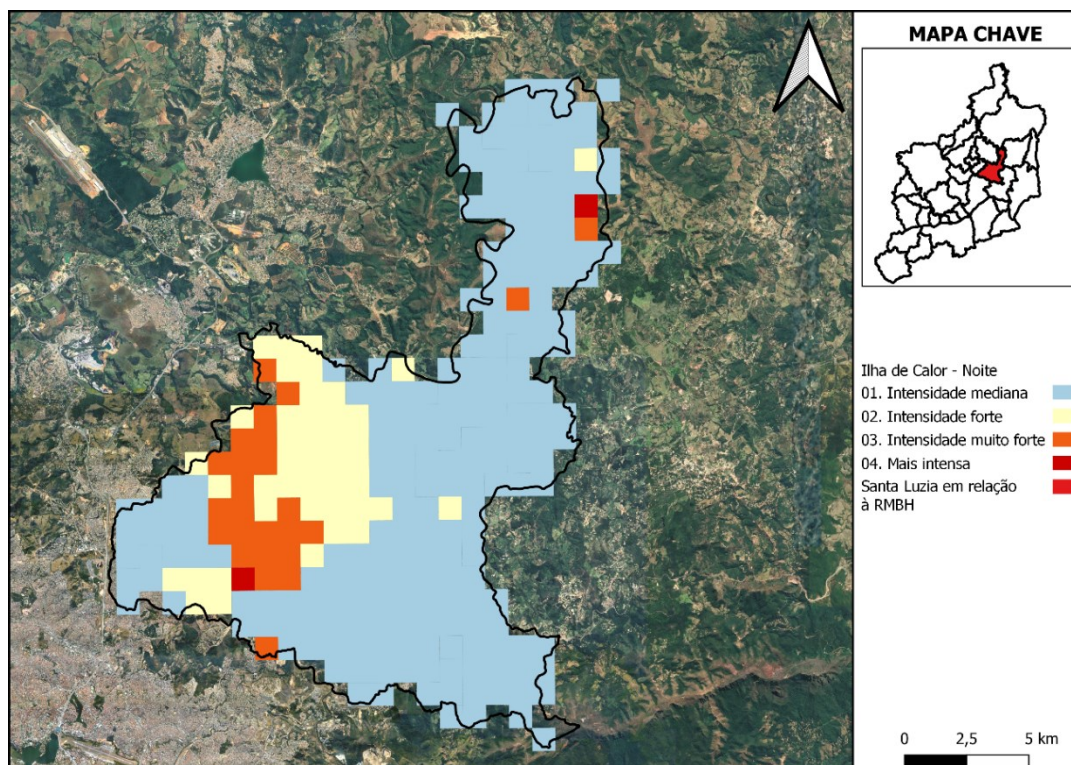 MAPA CHAVE
Ilha de Calor - Noite
01. Intensidade mediana
02. Intensidade forte
03. Intensidade muito forte
04. Mais intensa
Santa Luzia em relação
à RMBH
0 2,5 5 km